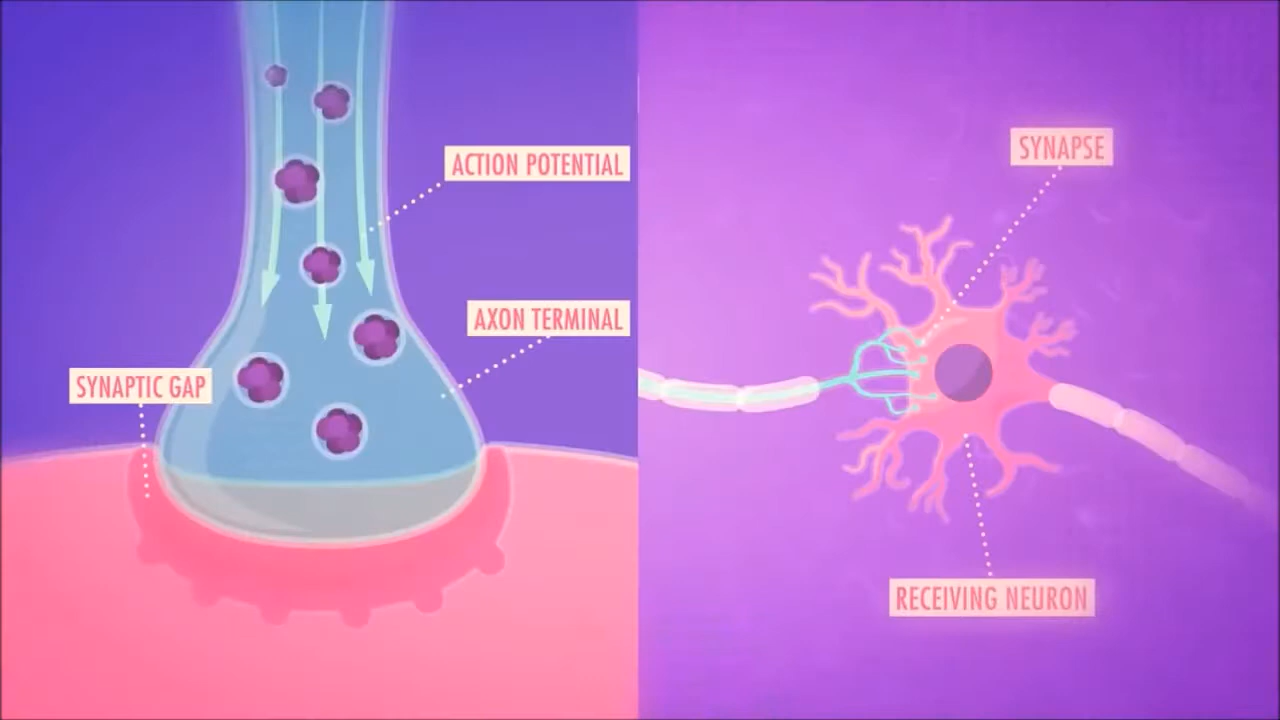 ACTION POTENTIAL
AXON TERMINAL
SYNAPTIC GAP
SYNAPSE
RECEIVING NEURON